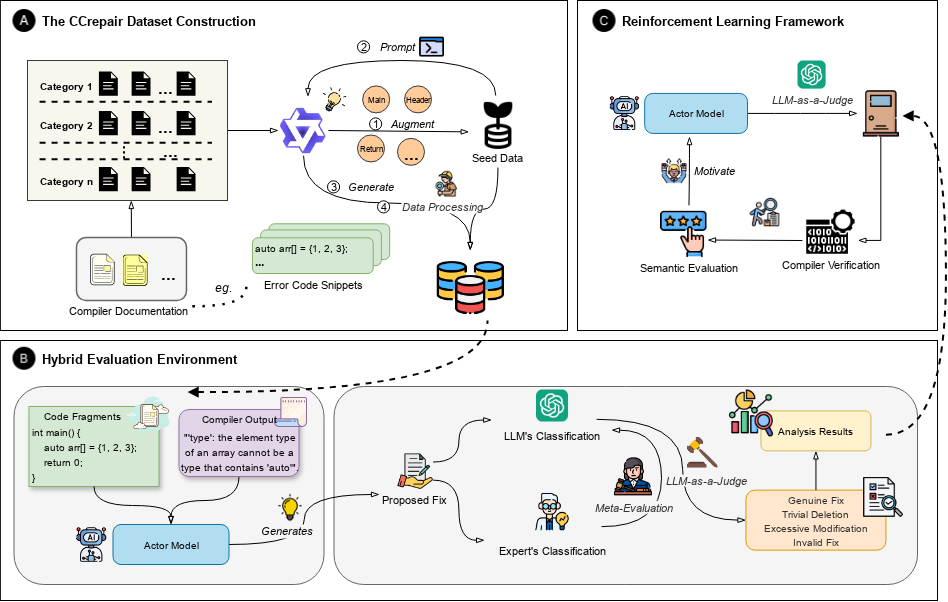 A The CCrepair Dataset Construction
Category 1
...
Category 2
...
...
Category n
Compiler Documentation
...
② Prompt
Main
Header
① Augment
Return
...
Seed Data
③ Generate
④ Data Processing
auto arr[] = {1, 2, 3};
...
eg.
Error Code Snippets
C Reinforcement Learning Framework
AI
Actor Model
LLM-as-a-Judge
Motivate
Semantic Evaluation
Compiler Verification
B Hybrid Evaluation Environment
Code Fragments
int main() {
auto arr[] = {1, 2, 3};
return 0;
}
Compiler Output
"'type': the element type
of an array cannot be a
type that contains 'auto'".
AI
Actor Model
Generates
Proposed Fix
LLM's Classification
Expert's Classification
Meta-Evaluation
LLM-as-a-Judge
Analysis Results
Genuine Fix
Trivial Deletion
Excessive Modification
Invalid Fix